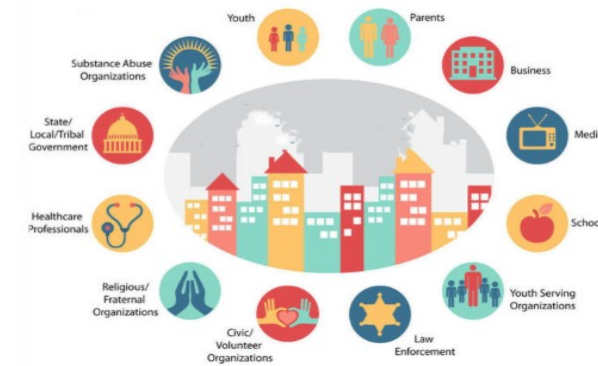 Youth
Parents
Business
Medi
School
Youth Serving
Organizations
Law
Enforcement
Civic/
Volunteer
Organizations
Religious/
Fraternal
Organizations
Healthcare
Professionals
State/
Local/Tribal
Government
Substance Abuse
Organizations